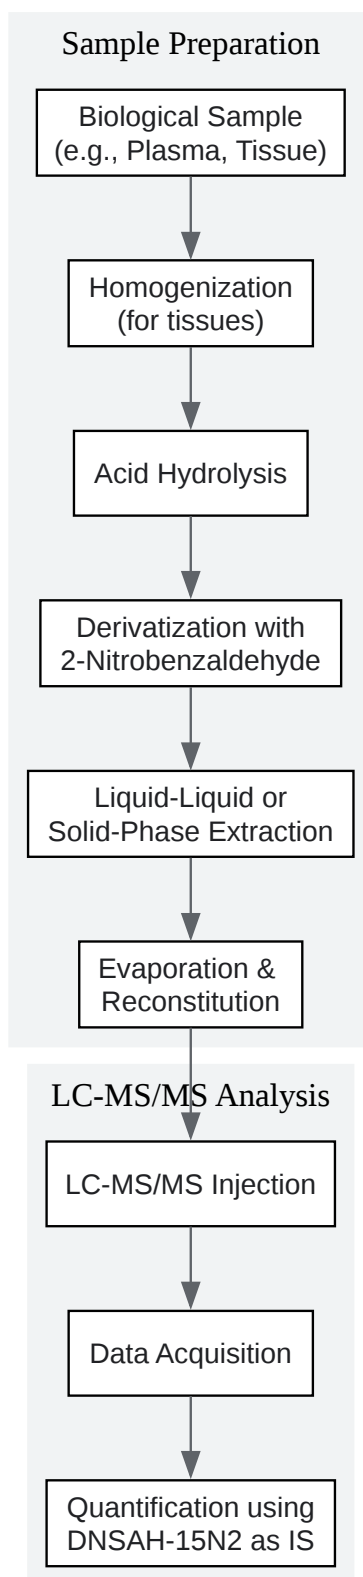 Sample Preparation
Biological Sample
(e.g., Plasma, Tissue)
Homogenization
(for tissues)
Acid Hydrolysis
Derivatization with
2-Nitrobenzaldehyde
Liquid-Liquid or
Solid-Phase Extraction
Evaporation &
Reconstitution
LC-MS/MS Analysis
LC-MS/MS Injection
Data Acquisition
Quantification using
DNSAH-15N2 as IS